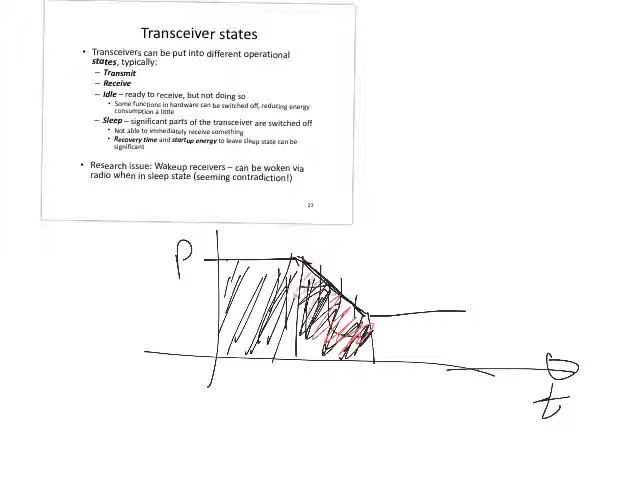 Transceiver states
• Transceivers can be put into different operational
states, typically:
– Transmit
– Receive
– Idle – ready to receive, but not doing so
• Some functions in hardware can be switched off, reducing energy
consumption a little
– Sleep – significant parts of the transceiver are switched off
• Not able to immediately receive something
• Recovery time and startup energy to leave sleep state can be
significant
• Research issue: Wakeup receivers – can be woken via
radio when in sleep state (seeming contradiction!)
23
P
t